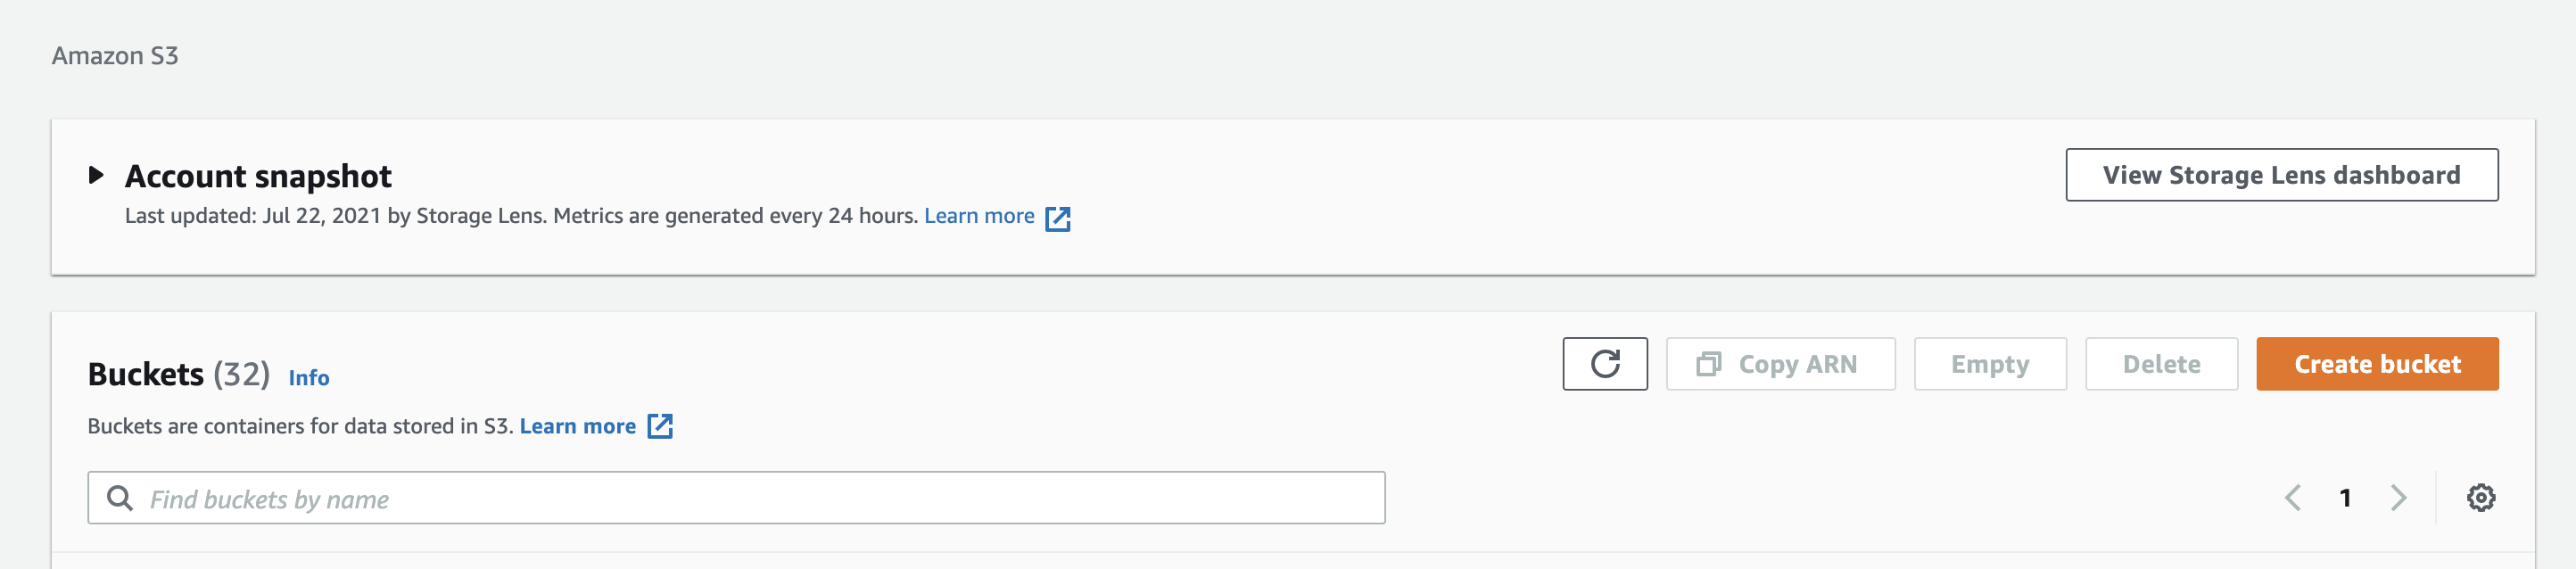 Amazon S3
Account snapshot
View Storage Lens dashboard
Last updated: Jul 22, 2021 by Storage Lens. Metrics are generated every 24 hours. Learn more
Buckets (32) Info
Copy ARN
Empty
Delete
Create bucket
Buckets are containers for data stored in S3. Learn more
Find buckets by name
1